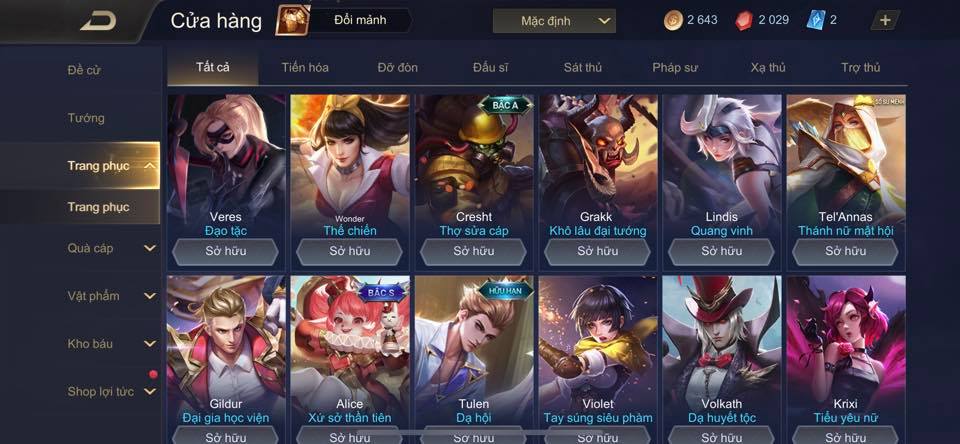 Cửa hàng
Đổi mảnh
Mặc định
2 643
2 029
2
Đề cử
Tướng
Trang phục
Trang phục
Quà cáp
Vật phẩm
Kho báu
Shop lợi tức
Tất cả
Tiến hóa
Đỡ đòn
Đấu sĩ
Sát thủ
Pháp sư
Xạ thủ
Trợ thủ
Veres
Đạo tặc
Sở hữu
Wonder
Thế chiến
Sở hữu
BẬC A
Cresht
Thợ sửa cáp
Sở hữu
Grakk
Khô lâu đại tướng
Sở hữu
Lindis
Quang vinh
Sở hữu
SỔ SỨ MỆNH
Tel'Annas
Thánh nữ mật hội
Sở hữu
Gildur
Đại gia học viện
Sở hữu
BẬC S
Alice
Xứ sở thần tiên
Sở hữu
HỮU HẠN
Tulen
Dạ hội
Sở hữu
Violet
Tay súng siêu phàm
Sở hữu
Volkath
Dạ huyết tộc
Sở hữu
Krixi
Tiểu yêu nữ
Sở hữu